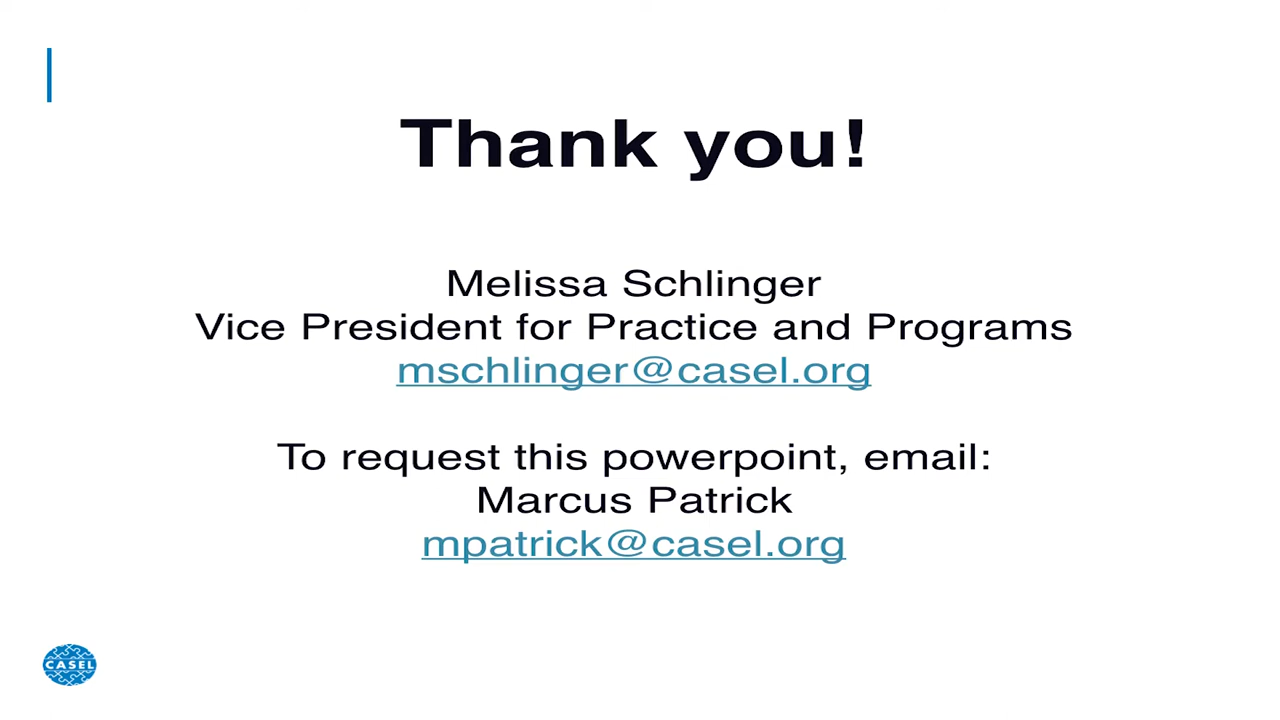 Thank you!
Melissa Schlinger
Vice President for Practice and Programs
mschlinger@casel.org
To request this powerpoint, email:
Marcus Patrick
mpatrick@casel.org
CASEL